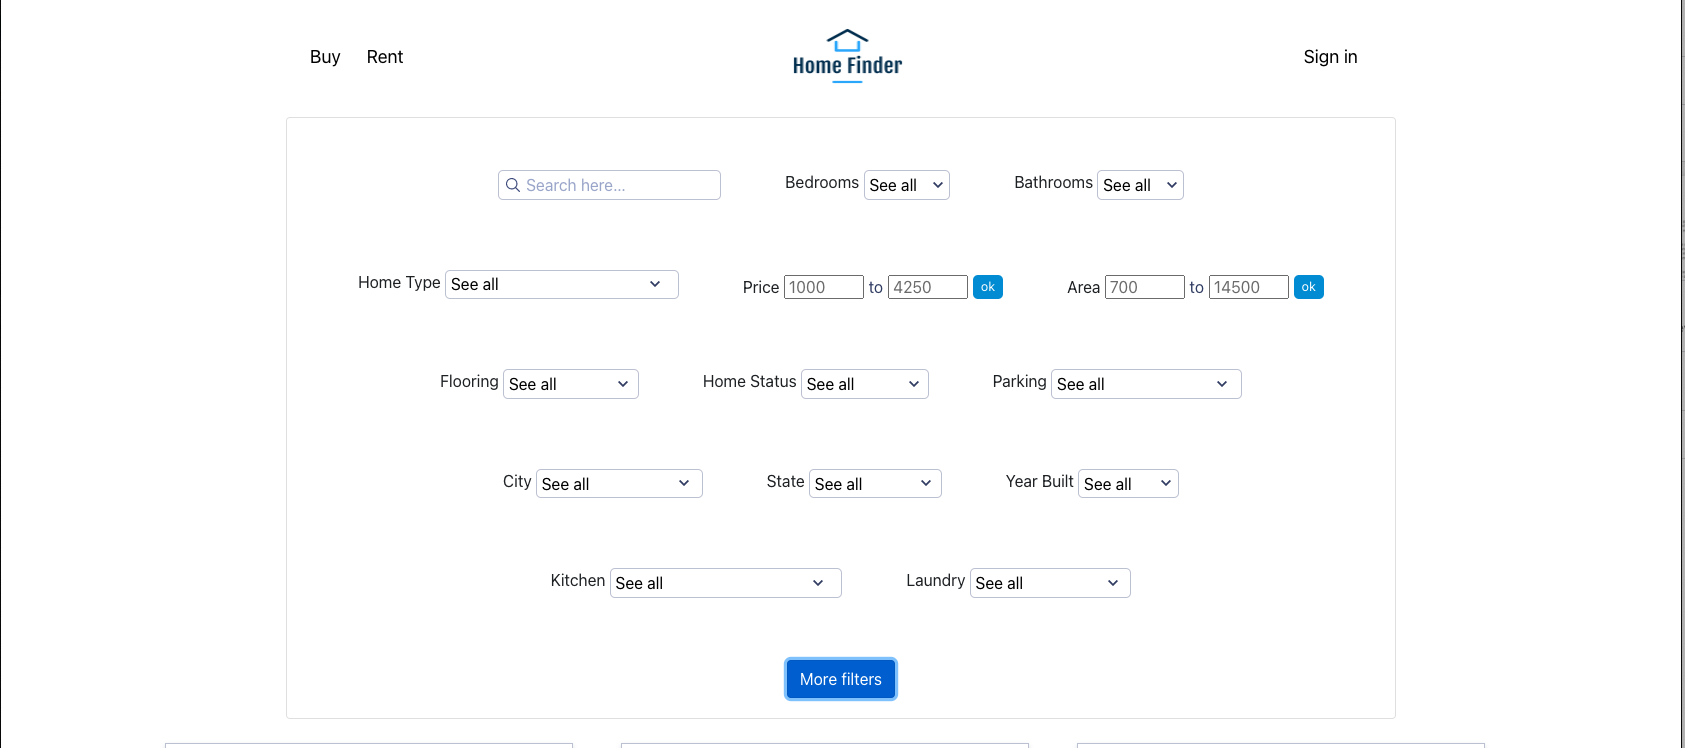 Buy Rent Home Finder Sign in
Search here... Bedrooms See all Bathrooms See all
Home Type See all Price 1000 to 4250 ok Area 700 to 14500 ok
Flooring See all Home Status See all Parking See all
City See all State See all Year Built See all
Kitchen See all Laundry See all
More filters